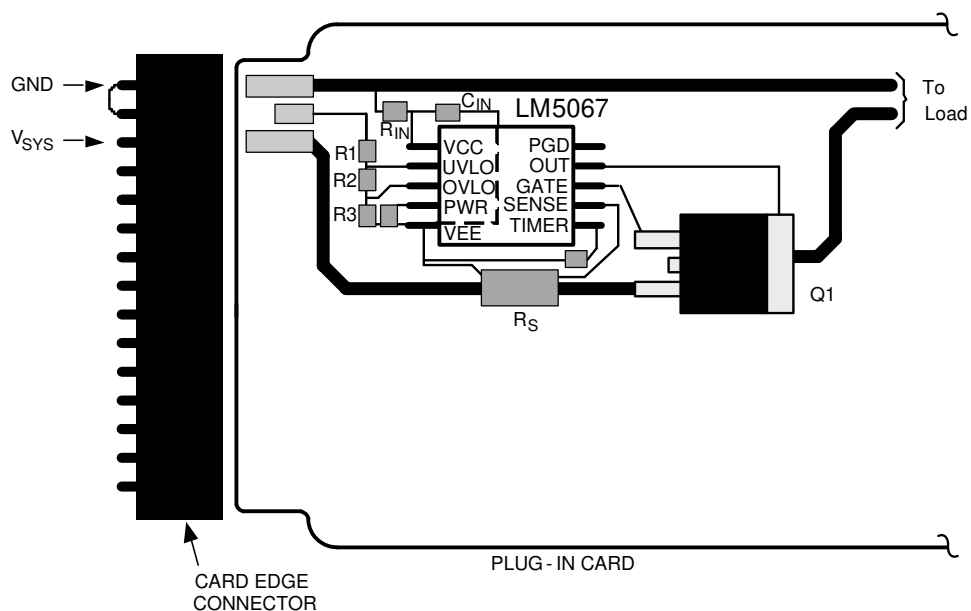 GND
V_SYS
To
Load
C_IN
LM5067
R_IN
R1
R2
R3
VCC
UVLO
OVLO
PWR
VEE
PGD
OUT
GATE
SENSE
TIMER
R_S
Q1
PLUG - IN CARD
CARD EDGE
CONNECTOR